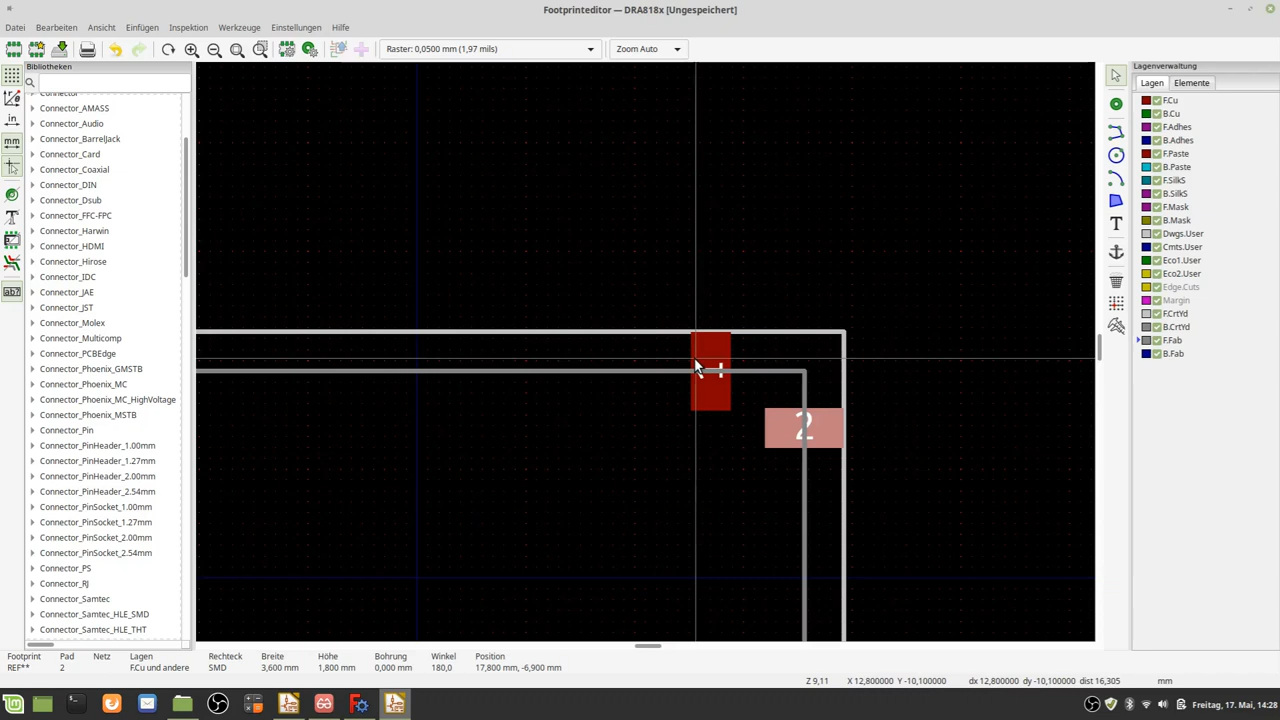 Footprinteditor — DRA818x [Ungespeichert]
Datei Bearbeiten Ansicht Einfügen Inspektion Werkzeuge Einstellungen Hilfe
Raster: 0,0500 mm (1,97 mils) Zoom Auto
Bibliotheken
Connector
Connector_AMASS
Connector_Audio
Connector_BarrelJack
Connector_Card
Connector_Coaxial
Connector_DIN
Connector_Dsub
Connector_FFC-FPC
Connector_Harwin
Connector_HDMI
Connector_Hirose
Connector_IDC
Connector_JAE
Connector_JST
Connector_Molex
Connector_Multicomp
Connector_PCBEdge
Connector_Phoenix_GMSTB
Connector_Phoenix_MC
Connector_Phoenix_MC_HighVoltage
Connector_Phoenix_MSTB
Connector_Pin
Connector_PinHeader_1.00mm
Connector_PinHeader_1.27mm
Connector_PinHeader_2.00mm
Connector_PinHeader_2.54mm
Connector_PinSocket_1.00mm
Connector_PinSocket_1.27mm
Connector_PinSocket_2.00mm
Connector_PinSocket_2.54mm
Connector_PS
Connector_RJ
Connector_Samtec
Connector_Samtec_HLE_SMD
Connector_Samtec_HLE_THT
in
mm
ab?
2
Lagenverwaltung
Lagen Elemente
F.Cu
B.Cu
F.Adhes
B.Adhes
F.Paste
B.Paste
F.SilkS
B.SilkS
F.Mask
B.Mask
Dwgs.User
Cmts.User
Eco1.User
Eco2.User
Edge.Cuts
Margin
F.CrtYd
B.CrtYd
F.Fab
B.Fab
Footprint Pad Netz Lagen Rechteck Breite Höhe Bohrung Winkel Position
REF** 2 F.Cu und andere SMD 3,600 mm 1,800 mm 0,000 mm 180,0 17,800 mm, -6,900 mm
Z 9,11 X 12,800000 Y -10,100000 dx 12,800000 dy -10,100000 dist 16,305 mm
Freitag, 17. Mai, 14:28